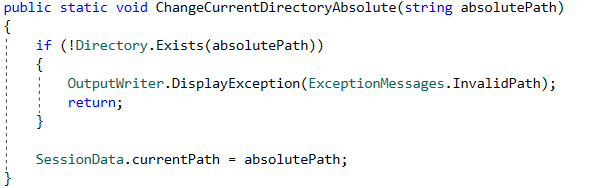 public static void ChangeCurrentDirectoryAbsolute(string absolutePath)
{
    if (!Directory.Exists(absolutePath))
    {
        OutputWriter.DisplayException(ExceptionMessages.InvalidPath);
        return;
    }

    SessionData.currentPath = absolutePath;
}